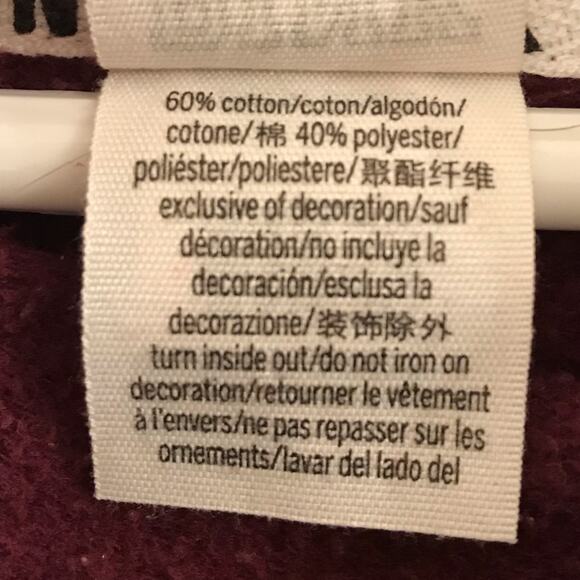 60% cotton/coton/algodón/
cotone/棉 40% polyester/
poliéster/poliestere/聚酯纤维
exclusive of decoration/sauf
décoration/no incluye la
decoración/esclusa la
decorazione/装饰除外
turn inside out/do not iron on
decoration/retourner le vêtement
à l'envers/ne pas repasser sur les
ornements/lavar del lado del